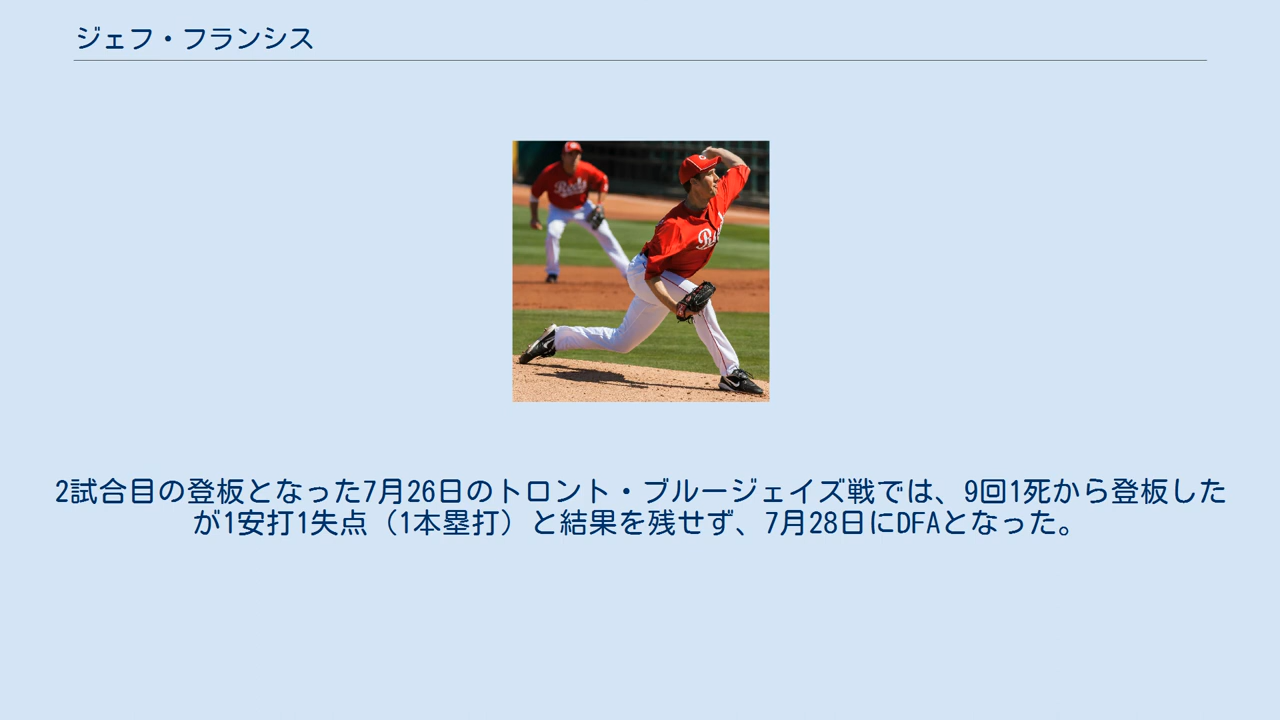 ジェフ・フランシス
2試合目の登板となった7月26日のトロント・ブルージェイズ戦では、9回1死から登板した
が1安打1失点（1本塁打）と結果を残せず、7月28日にDFAとなった。